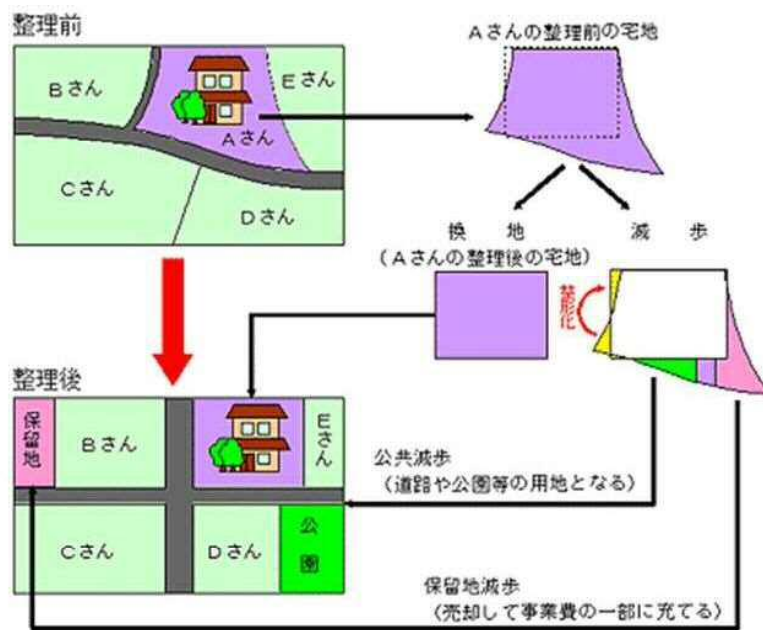 整理前
Bさん
Eさん
Aさん
Cさん
Dさん
Aさんの整理前の宅地
換 地
(Aさんの整理後の宅地)
減 歩
整形化
整理後
保留地
Bさん
Eさん
Cさん
Dさん
公園
公共減歩
(道路や公園等の用地となる)
保留地減歩
(売却して事業費の一部に充てる)